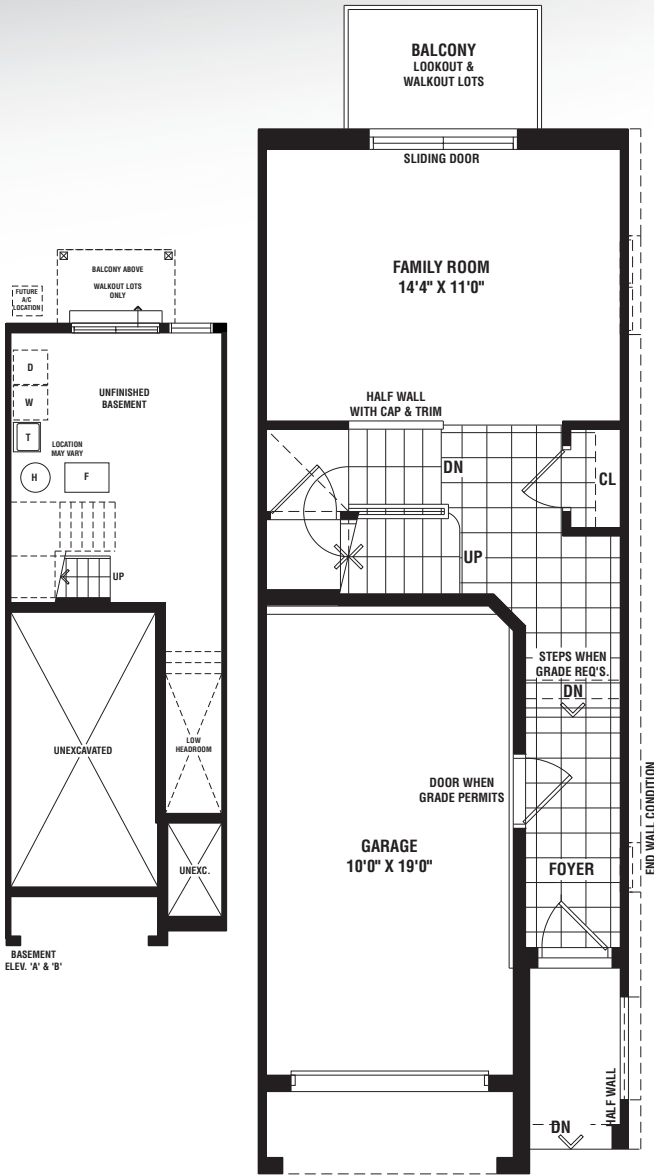 BALCONY
LOOKOUT &
WALKOUT LOTS
SLIDING DOOR
FAMILY ROOM
14'4" X 11'0"
HALF WALL
WITH CAP & TRIM
DN
CL
UP
STEPS WHEN
GRADE REQ'S.
DN
DOOR WHEN
GRADE PERMITS
GARAGE
10'0" X 19'0"
FOYER
END WALL CONDITION
HALF WALL
DN
BALCONY ABOVE
WALKOUT LOTS
ONLY
FUTURE
A/C
LOCATION
D
W
T
H
F
UNFINISHED
BASEMENT
LOCATION
MAY VARY
UP
UNEXCAVATED
LOW
HEADROOM
UNEXC.
BASEMENT
ELEV. 'A' & 'B'